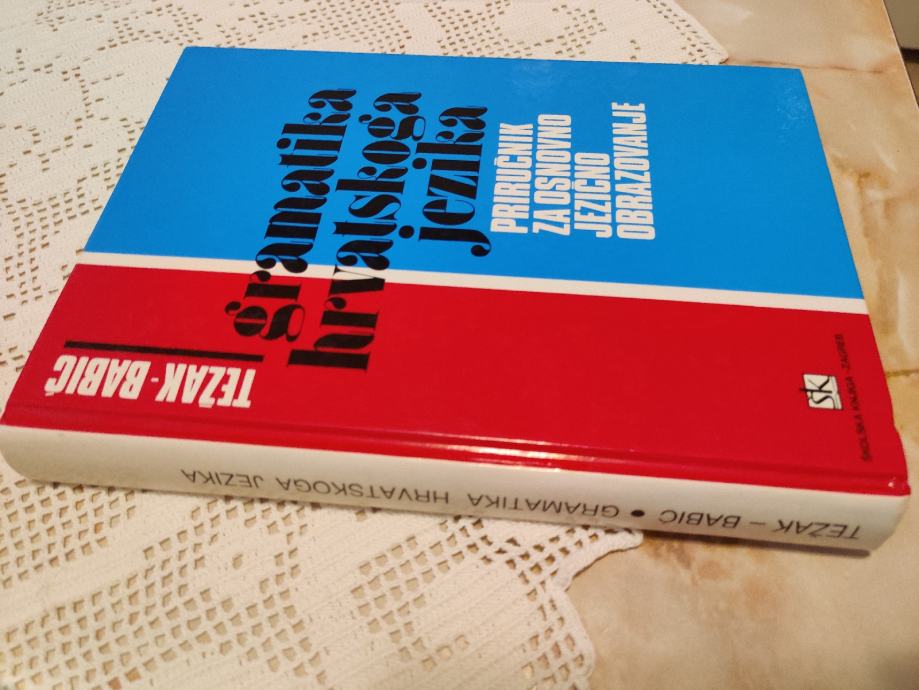 TEŽAK - BABIĆ
gramatika
hrvatskoga
jezika
PRIRUČNIK
ZA OSNOVNO
JEZIČNO
OBRAZOVANJE
šk
ŠKOLSKA KNJIGA - ZAGREB
TEŽAK – BABIĆ • GRAMATIKA HRVATSKOGA JEZIKA